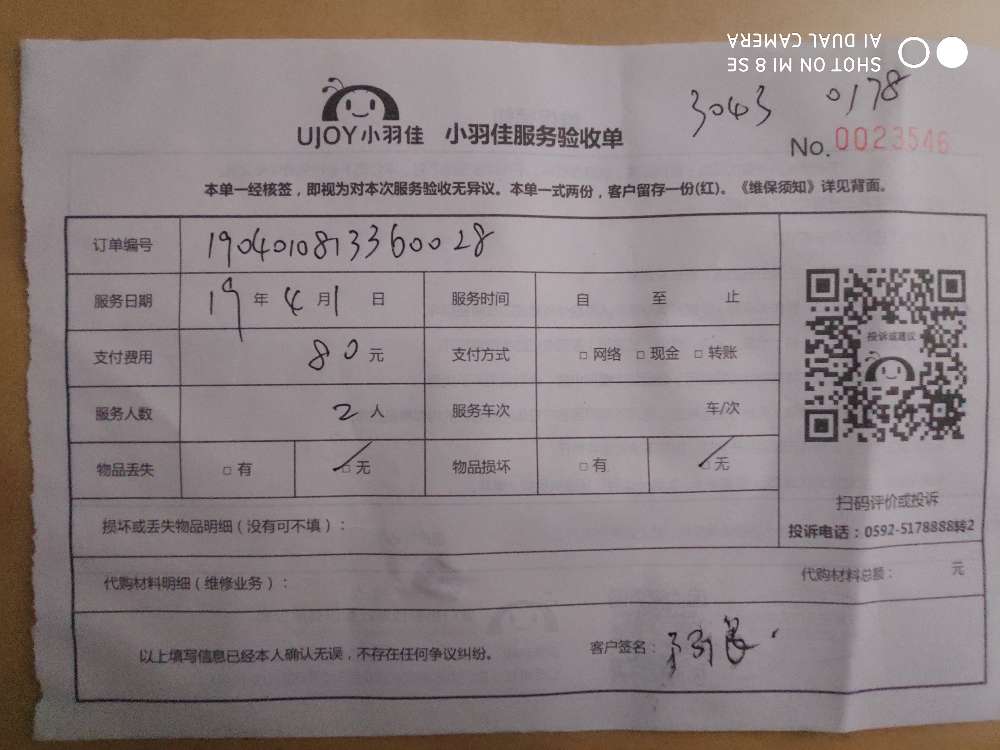 SHOT ON MI 8 SE
AI DUAL CAMERA
3043 0178
UJOY小羽佳 小羽佳服务验收单
No. 0023546
本单一经核签，即视为对本次服务验收无异议。本单一式两份，客户留存一份(红)。《维保须知》详见背面。
订单编号 1904010813360028
服务日期 19年4月1日 服务时间 自 至 止
支付费用 80元 支付方式 □网络 □现金 □转账
服务人数 2人 服务车次 车/次
物品丢失 □有 □无 物品损坏 □有 □无
投诉或建议
扫码评价或投诉
投诉电话：0592-5178888转2
损坏或丢失物品明细（没有可不填）：
代购材料明细（维修业务）： 代购材料总额： 元
以上填写信息已经本人确认无误，不存在任何争议纠纷。 客户签名：